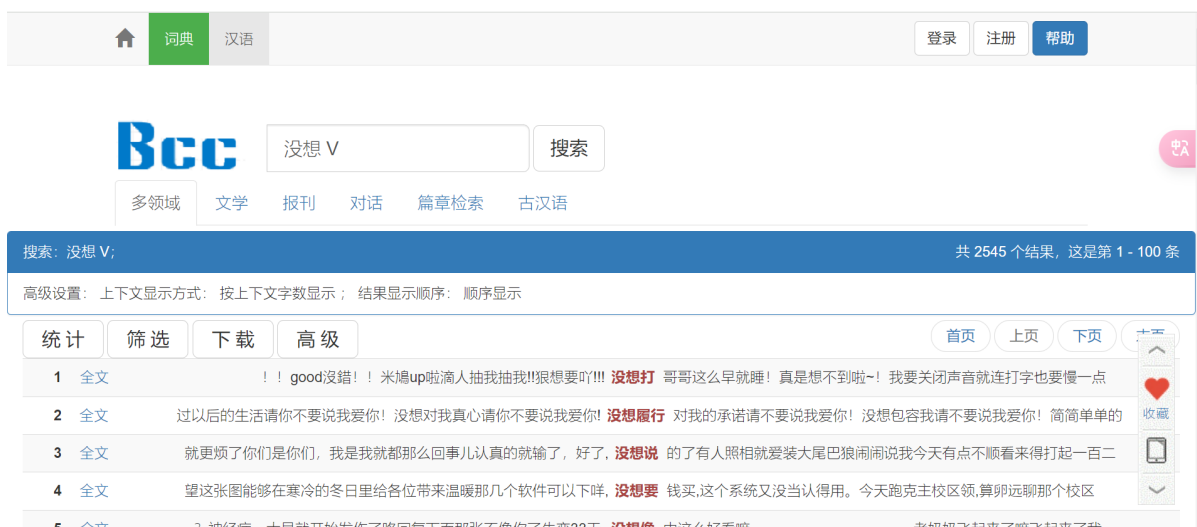 词典 汉语 登录 注册 帮助
Bcc 没想 V 搜索
中A
多领域 文学 报刊 对话 篇章检索 古汉语
搜索：没想 V; 共 2545 个结果，这是第 1 - 100 条
高级设置： 上下文显示方式： 按上下文字数显示 ； 结果显示顺序： 顺序显示
统 计 筛 选 下 载 高 级 首页 上页 下页
1 全文 ！！good沒錯！！米鳩up啦滴人抽我抽我!!狠想要吖!!! 没想打 哥哥这么早就睡！真是想不到啦~！我要关闭声音就连打字也要慢一点
2 全文 过以后的生活请你不要说我爱你！没想对我真心请你不要说我爱你! 没想履行 对我的承诺请不要说我爱你！没想包容我请不要说我爱你！简简单单的
收藏
3 全文 就更烦了你们是你们，我是我就都那么回事儿认真的就输了，好了, 没想说 的了有人照相就爱装大尾巴狼闹闹说我今天有点不顺看来得打起一百二
4 全文 望这张图能够在寒冷的冬日里给各位带来温暖那几个软件可以下咩, 没想要 钱买,这个系统又没当认得用。今天跑克主校区领,算卵远聊那个校区